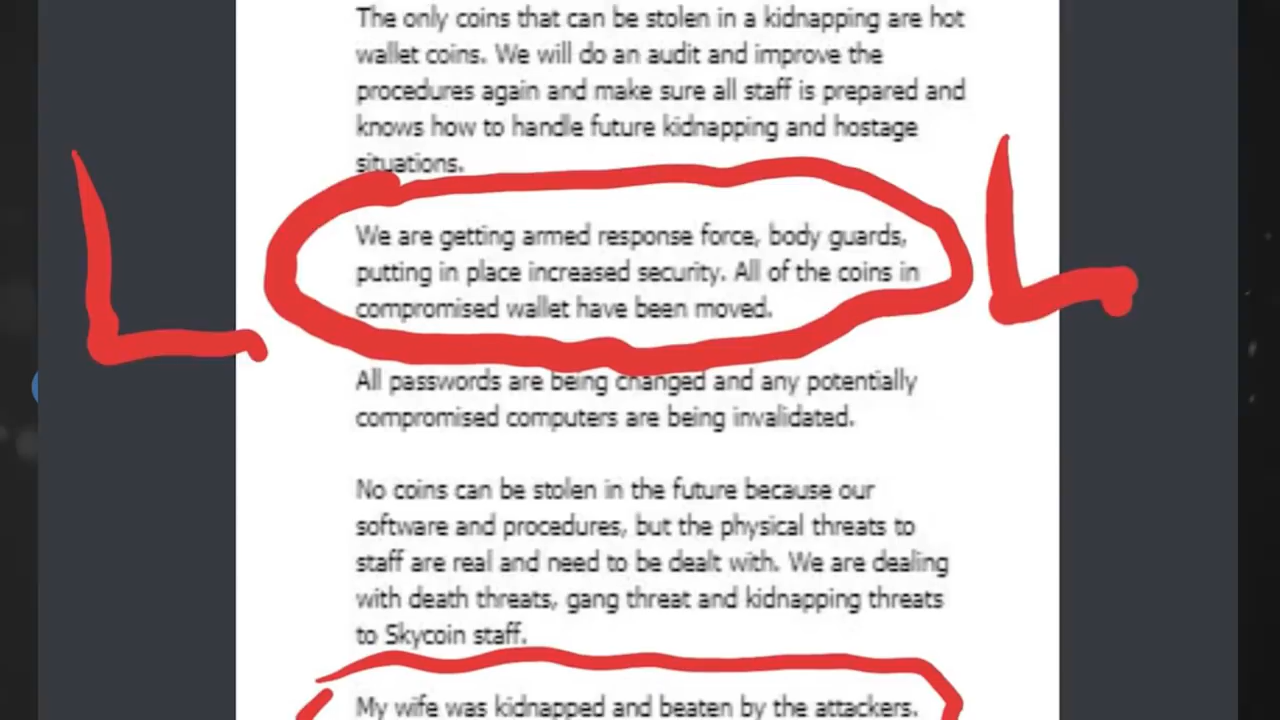 The only coins that can be stolen in a kidnapping are hot
wallet coins. We will do an audit and improve the
procedures again and make sure all staff is prepared and
knows how to handle future kidnapping and hostage
situations.
We are getting armed response force, body guards,
putting in place increased security. All of the coins in
compromised wallet have been moved.
All passwords are being changed and any potentially
compromised computers are being invalidated.
No coins can be stolen in the future because our
software and procedures, but the physical threats to
staff are real and need to be dealt with. We are dealing
with death threats, gang threat and kidnapping threats
to Skycoin staff.
My wife was kidnapped and beaten by the attackers.